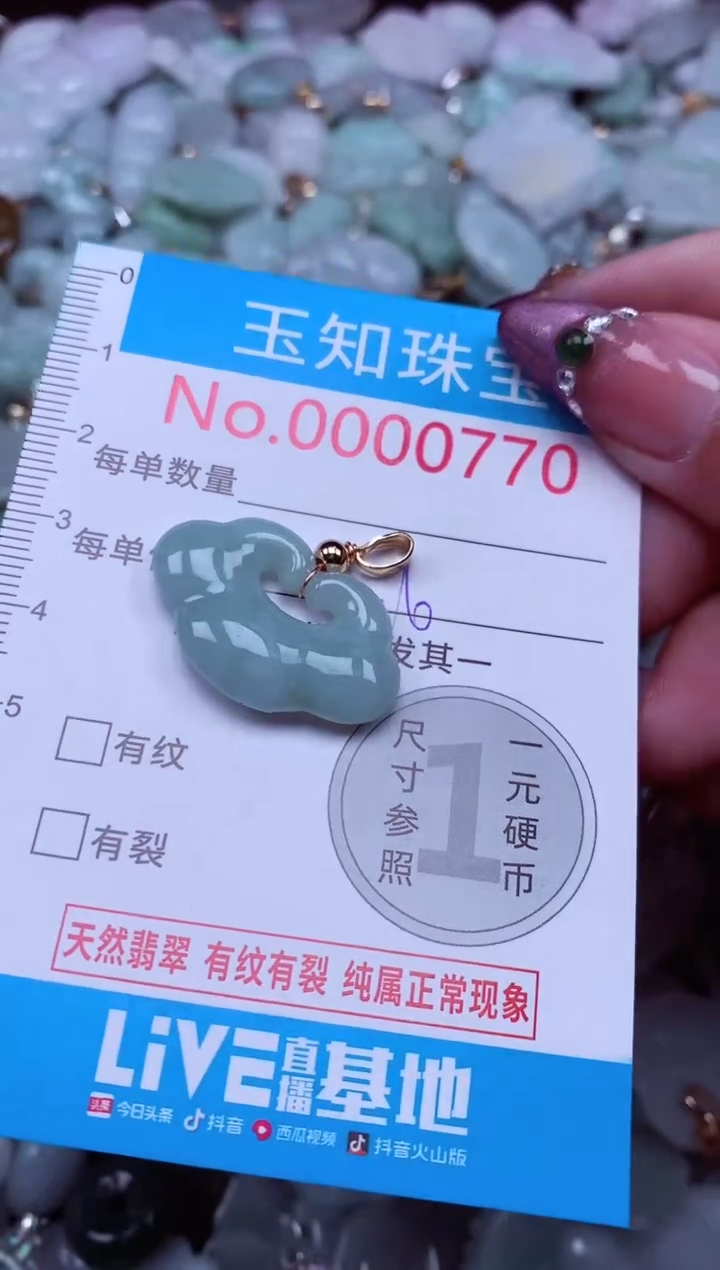 0
1
2
3
4
5
玉知珠宝
No.0000770
每单数量
每单
发其一
有纹
有裂
尺寸参照
1
一元硬币
天然翡翠 有纹有裂 纯属正常现象
LiVE直播基地
头条 今日头条 抖音 西瓜视频 抖音火山版